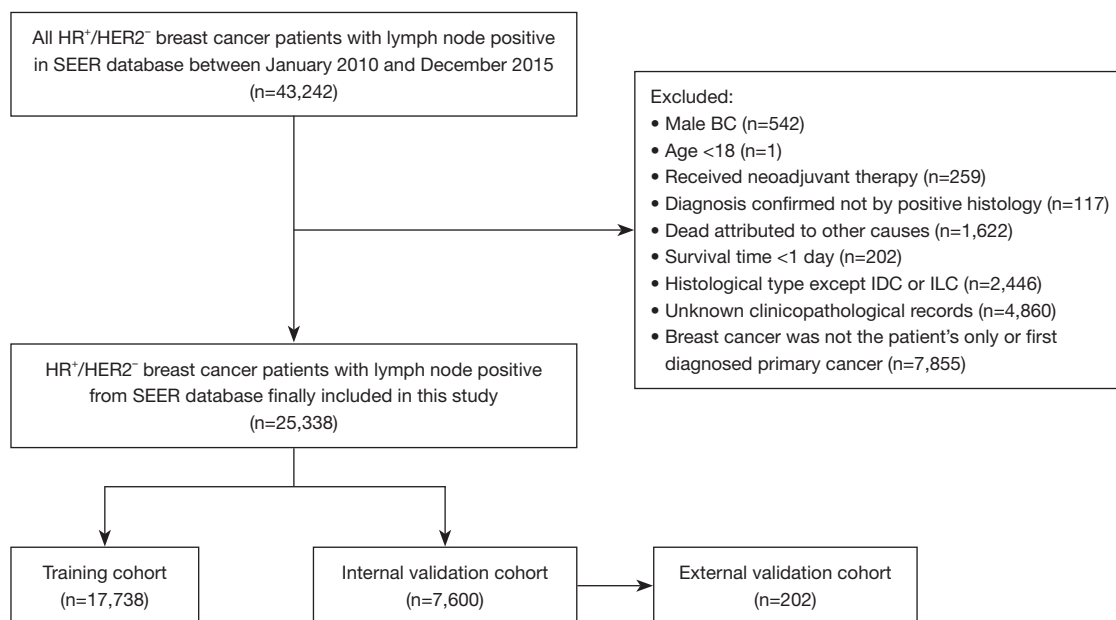 All HR⁺/HER2⁻ breast cancer patients with lymph node positive
in SEER database between January 2010 and December 2015
(n=43,242)
Excluded:
• Male BC (n=542)
• Age <18 (n=1)
• Received neoadjuvant therapy (n=259)
• Diagnosis confirmed not by positive histology (n=117)
• Dead attributed to other causes (n=1,622)
• Survival time <1 day (n=202)
• Histological type except IDC or ILC (n=2,446)
• Unknown clinicopathological records (n=4,860)
• Breast cancer was not the patient's only or first
diagnosed primary cancer (n=7,855)
HR⁺/HER2⁻ breast cancer patients with lymph node positive
from SEER database finally included in this study
(n=25,338)
Training cohort
(n=17,738)
Internal validation cohort
(n=7,600)
External validation cohort
(n=202)